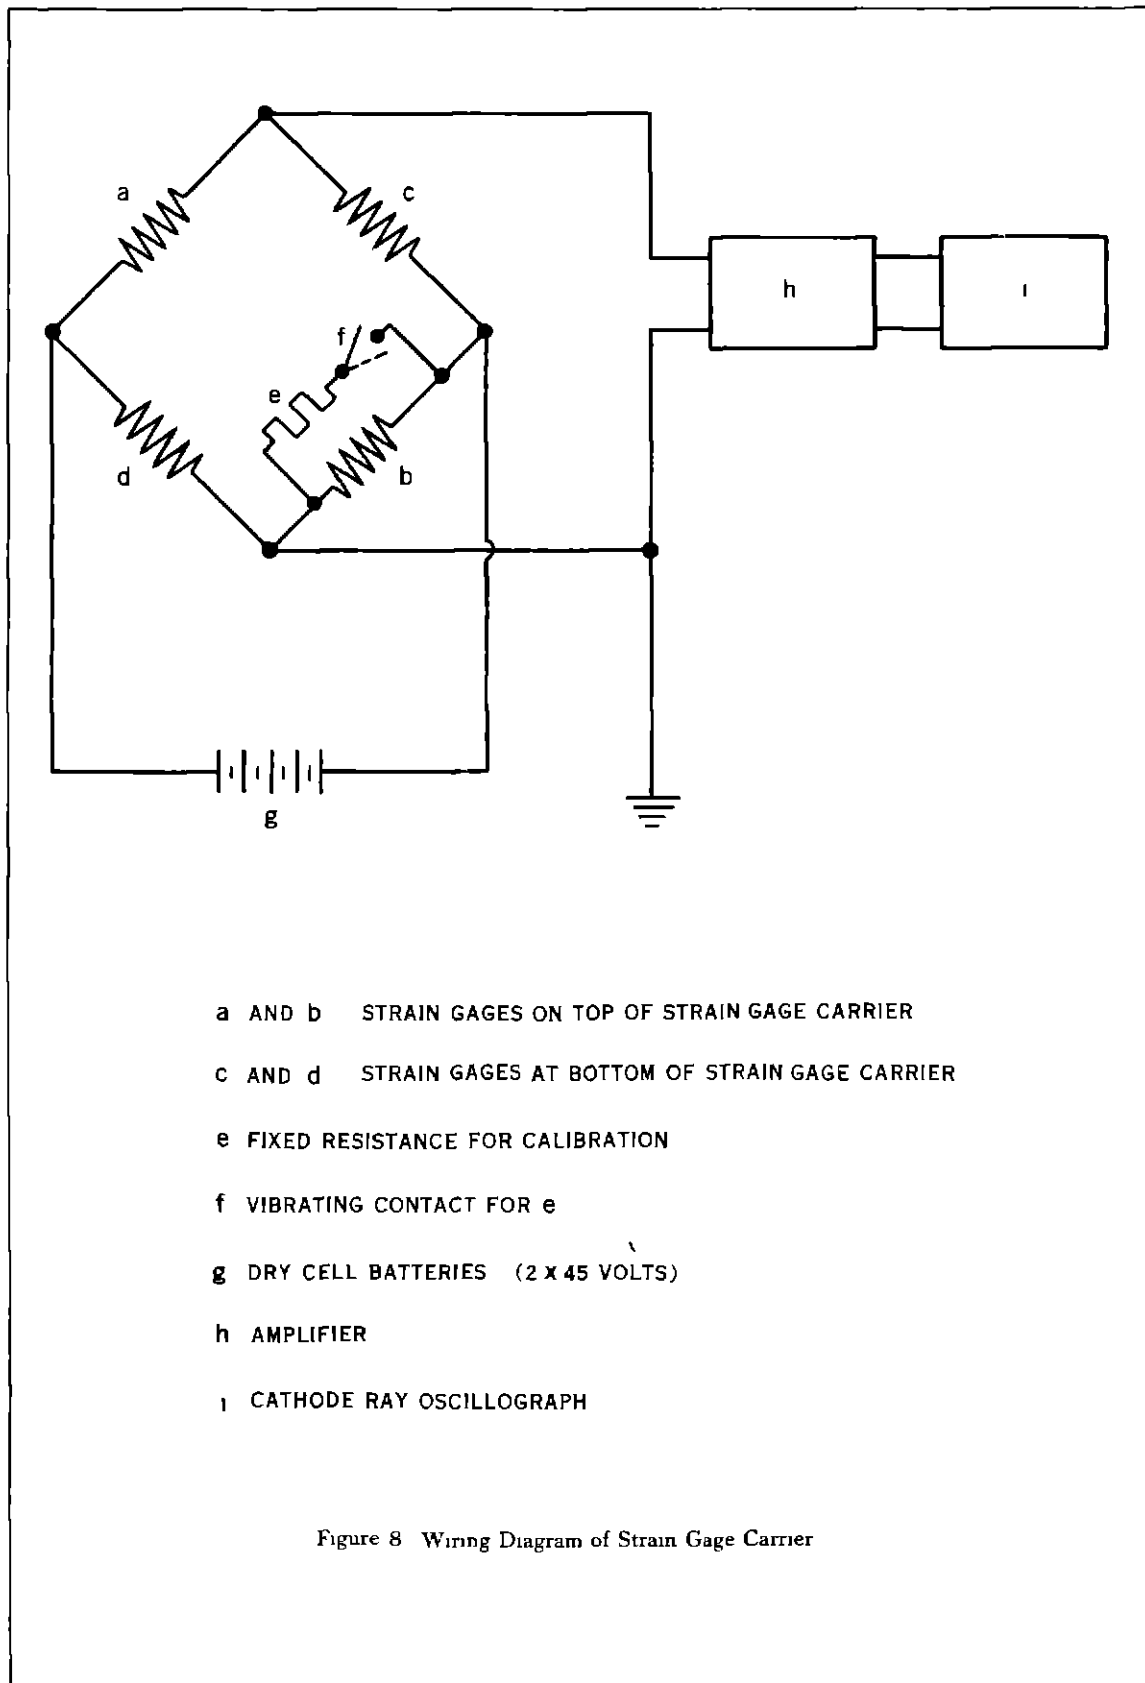 a
c
f
e
d
b
h
i
g
a AND b STRAIN GAGES ON TOP OF STRAIN GAGE CARRIER
c AND d STRAIN GAGES AT BOTTOM OF STRAIN GAGE CARRIER
e FIXED RESISTANCE FOR CALIBRATION
f VIBRATING CONTACT FOR e
g DRY CELL BATTERIES (2 X 45 VOLTS)
h AMPLIFIER
i CATHODE RAY OSCILLOGRAPH
Figure 8 Wiring Diagram of Strain Gage Carrier